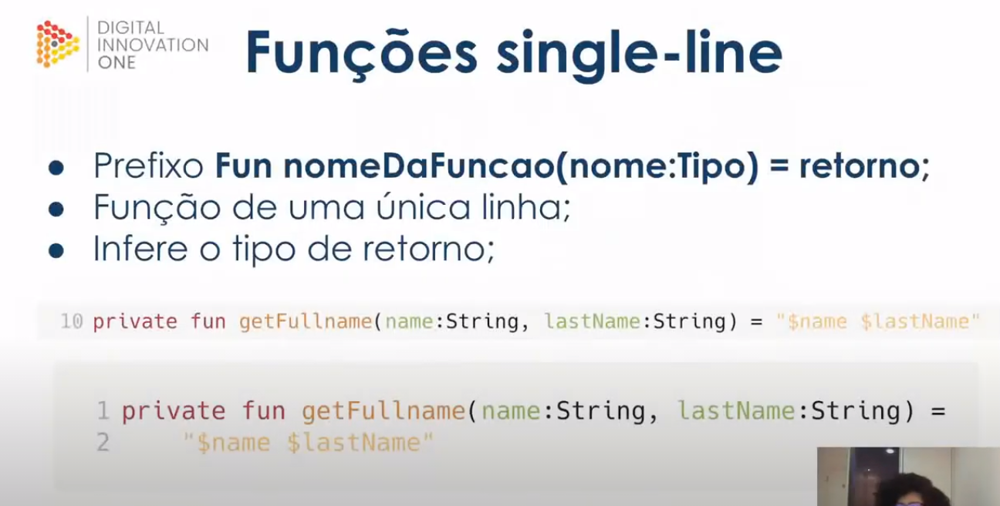 DIGITAL
INNOVATION
ONE
Funções single-line
● Prefixo Fun nomeDaFuncao(nome:Tipo) = retorno;
● Função de uma única linha;
● Infere o tipo de retorno;
10 private fun getFullname(name:String, lastName:String) = "$name $lastName"
1 private fun getFullname(name:String, lastName:String) =
2     "$name $lastName"